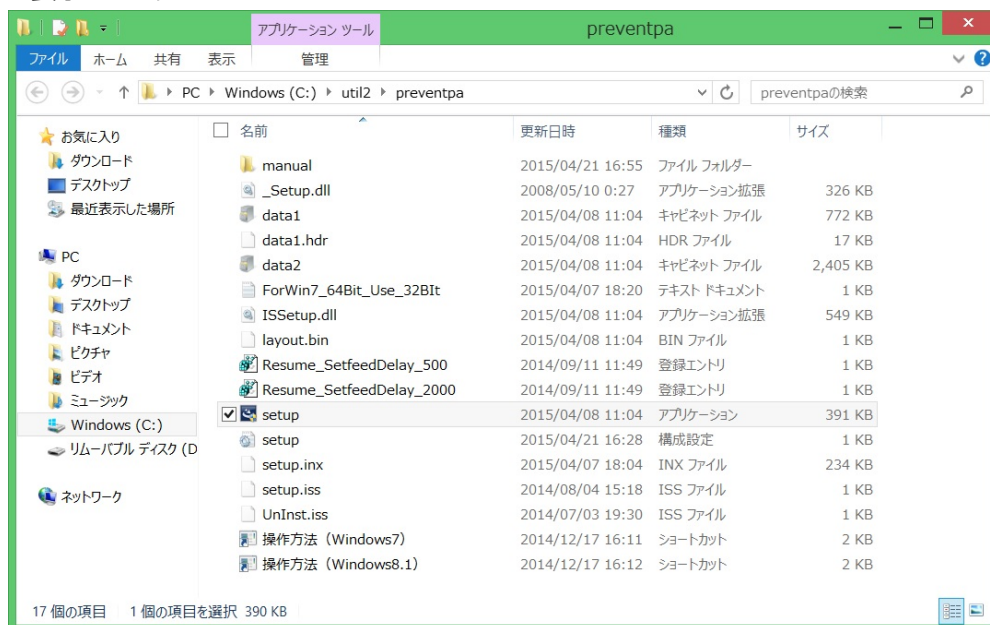 アプリケーション ツール
preventpa
ファイル ホーム 共有 表示 管理
PC Windows (C:) util2 preventpa
preventpaの検索
お気に入り
ダウンロード
デスクトップ
最近表示した場所
PC
ダウンロード
デスクトップ
ドキュメント
ピクチャ
ビデオ
ミュージック
Windows (C:)
リムーバブル ディスク (D
ネットワーク
名前 更新日時 種類 サイズ
manual 2015/04/21 16:55 ファイル フォルダー
_Setup.dll 2008/05/10 0:27 アプリケーション拡張 326 KB
data1 2015/04/08 11:04 キャビネット ファイル 772 KB
data1.hdr 2015/04/08 11:04 HDR ファイル 17 KB
data2 2015/04/08 11:04 キャビネット ファイル 2,405 KB
ForWin7_64Bit_Use_32BIt 2015/04/07 18:20 テキスト ドキュメント 1 KB
ISSetup.dll 2015/04/08 11:04 アプリケーション拡張 549 KB
layout.bin 2015/04/08 11:04 BIN ファイル 1 KB
Resume_SetfeedDelay_500 2014/09/11 11:49 登録エントリ 1 KB
Resume_SetfeedDelay_2000 2014/09/11 11:49 登録エントリ 1 KB
setup 2015/04/08 11:04 アプリケーション 391 KB
setup 2015/04/21 16:28 構成設定 1 KB
setup.inx 2015/04/07 18:04 INX ファイル 234 KB
setup.iss 2014/08/04 15:18 ISS ファイル 1 KB
UnInst.iss 2014/07/03 19:30 ISS ファイル 1 KB
操作方法（Windows7） 2014/12/17 16:11 ショートカット 2 KB
操作方法（Windows8.1） 2014/12/17 16:12 ショートカット 2 KB
17 個の項目 1 個の項目を選択 390 KB